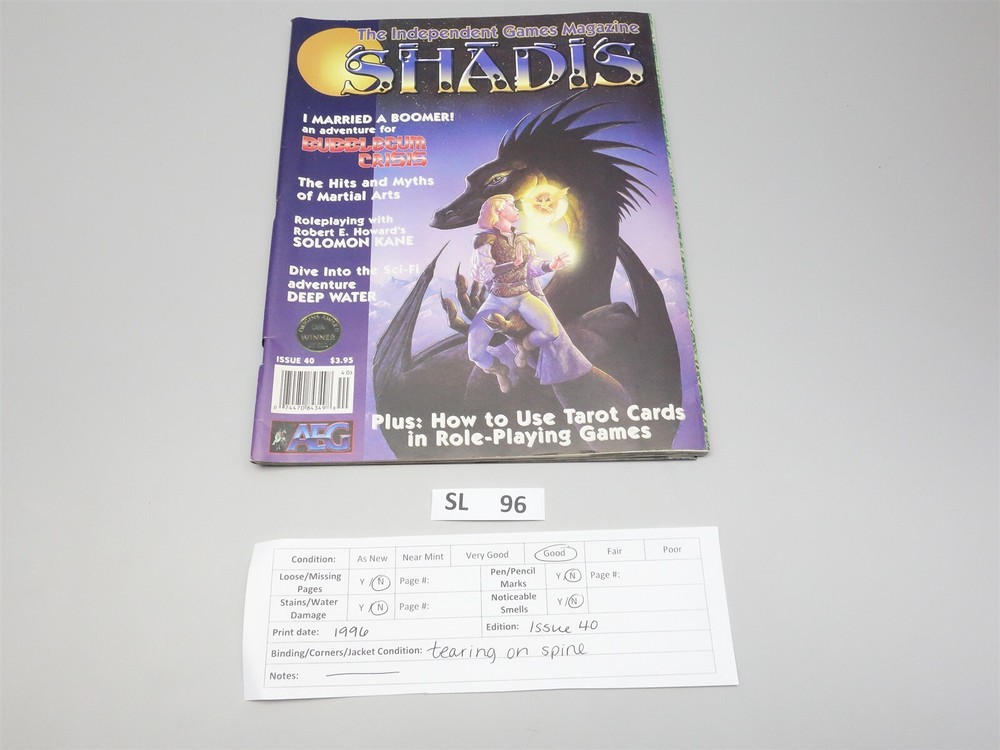 The Independent Games Magazine
SHADIS
I MARRIED A BOOMER!
an adventure for
BUBBLEGUM
CRISIS
The Hits and Myths
of Martial Arts
Roleplaying with
Robert E. Howard's
SOLOMON KANE
Dive Into the Sci-Fi
adventure
DEEP WATER
ORIGINS AWARD
WINNER
ISSUE 40 $3.95
AEG
Plus: How to Use Tarot Cards
in Role-Playing Games
SL 96
Condition: As New Near Mint Very Good Good Fair Poor
Loose/Missing Pages Y / N Page #: Pen/Pencil Marks Y / N Page #:
Stains/Water Damage Y / N Page #: Noticeable Smells Y / N
Print date: 1996 Edition: Issue 40
Binding/Corners/Jacket Condition: tearing on spine
Notes: